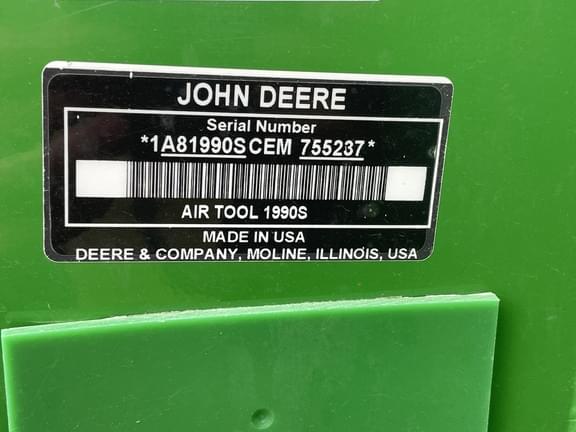 JOHN DEERE
Serial Number
*1A81990SCEM 755237*
AIR TOOL 1990S
MADE IN USA
DEERE & COMPANY, MOLINE, ILLINOIS, USA